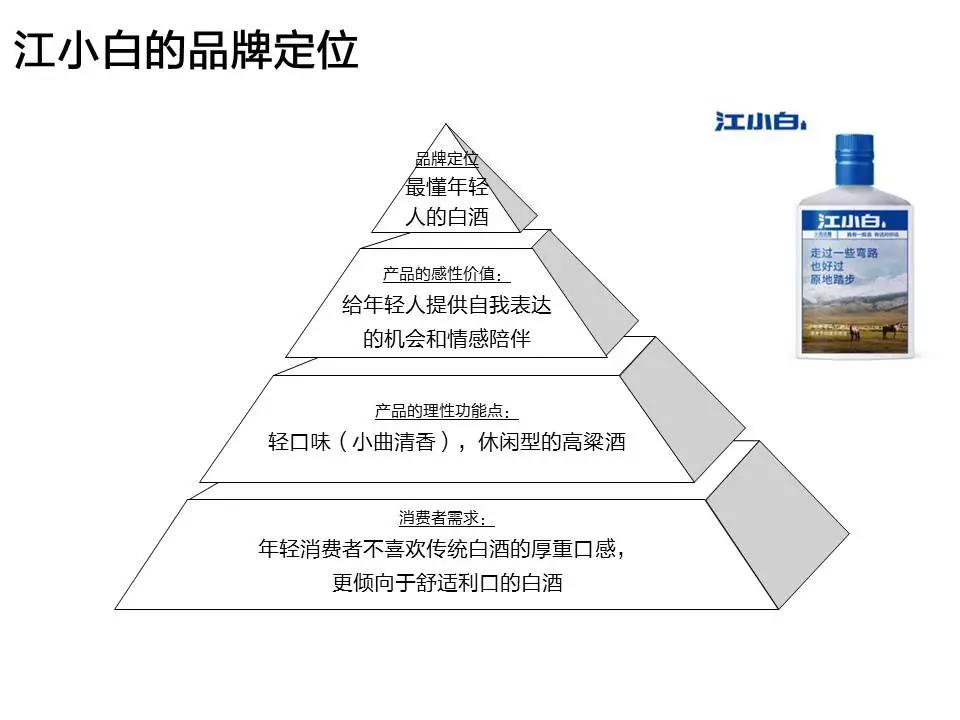 江小白的品牌定位
江小白
品牌定位
最懂年轻
人的白酒
产品的感性价值:
给年轻人提供自我表达
的机会和情感陪伴
产品的理性功能点:
轻口味(小曲清香),休闲型的高粱酒
消费者需求:
年轻消费者不喜欢传统白酒的厚重口感,
更倾向于舒适利口的白酒
江小白
走过一些弯路
也好过
原地踏步